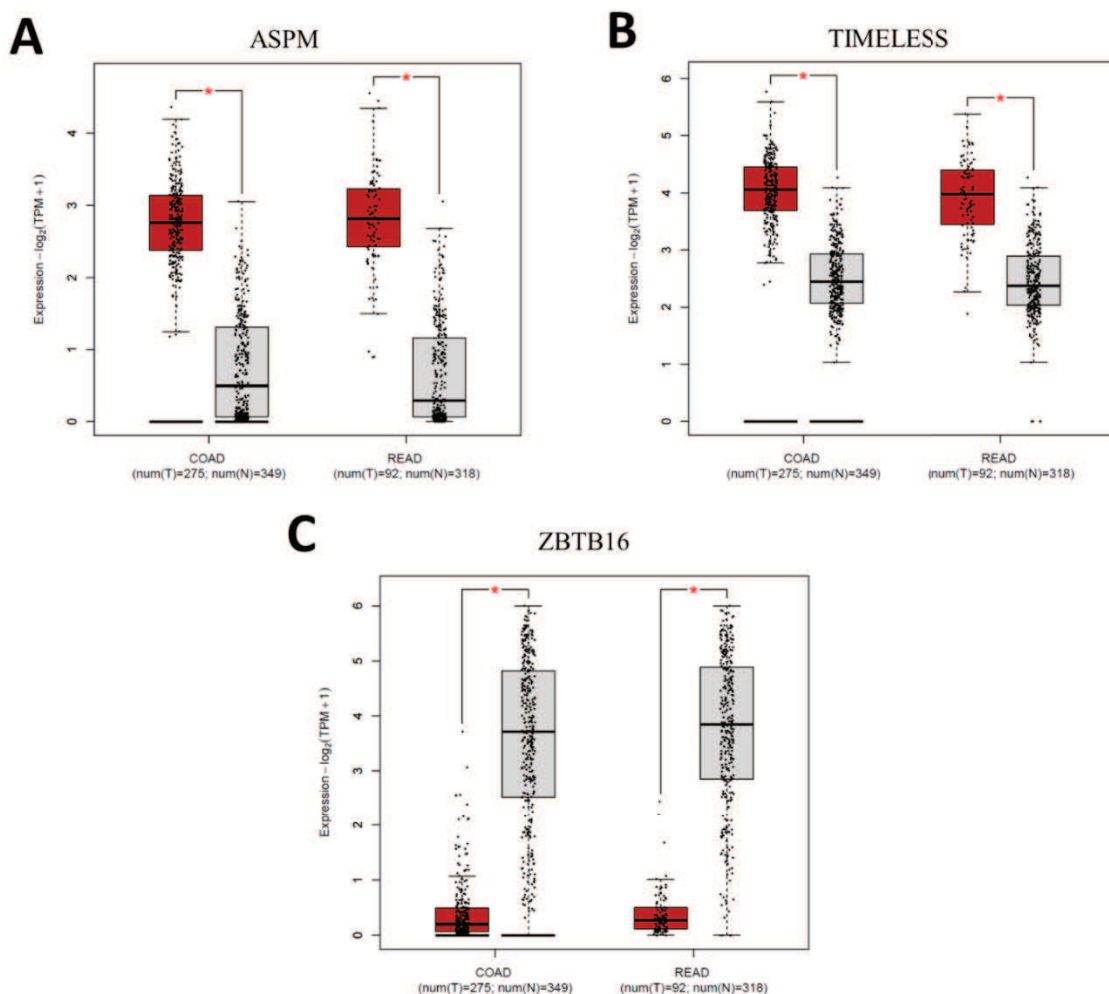 A
ASPM
Expression – log₂(TPM + 1)
4
3
2
1
0
*
*
COAD
(num(T)=275; num(N)=349)
READ
(num(T)=92; num(N)=318)
B
TIMELESS
Expression – log₂(TPM + 1)
6
5
4
3
2
1
0
*
*
COAD
(num(T)=275; num(N)=349)
READ
(num(T)=92; num(N)=318)
C
ZBTB16
Expression – log₂(TPM + 1)
6
5
4
3
2
1
0
*
*
COAD
(num(T)=275; num(N)=349)
READ
(num(T)=92; num(N)=318)